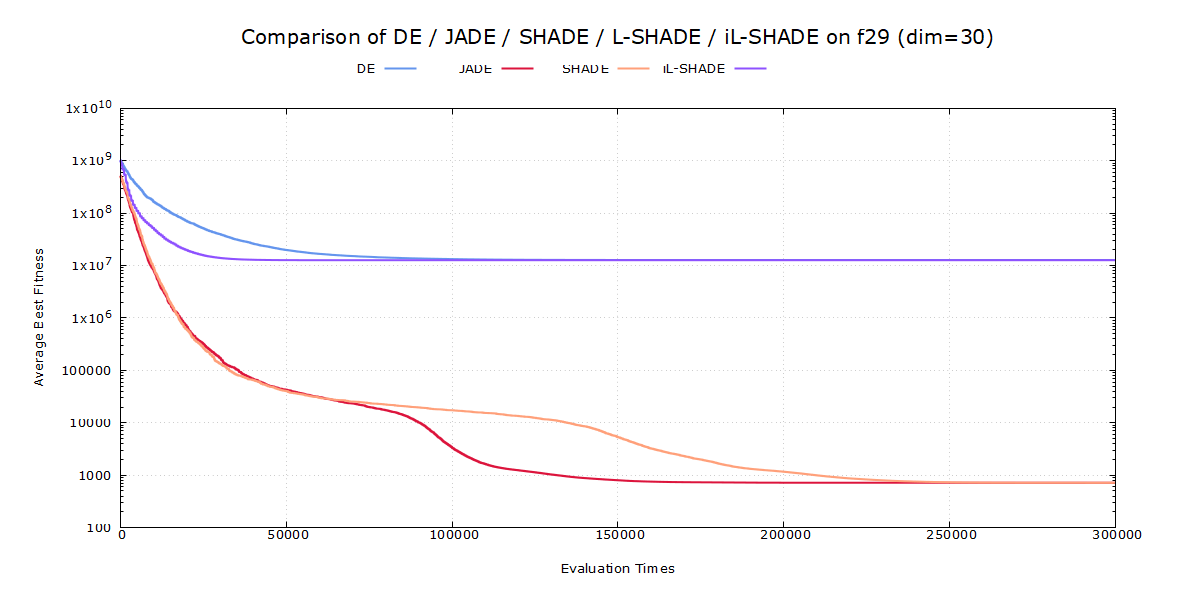 Comparison of DE / JADE / SHADE / L-SHADE / iL-SHADE on f29 (dim=30)
DE JADE SHADE iL-SHADE
1x10^10
1x10^9
1x10^8
1x10^7
1x10^6
100000
10000
1000
100
Average Best Fitness
0 50000 100000 150000 200000 250000 300000
Evaluation Times